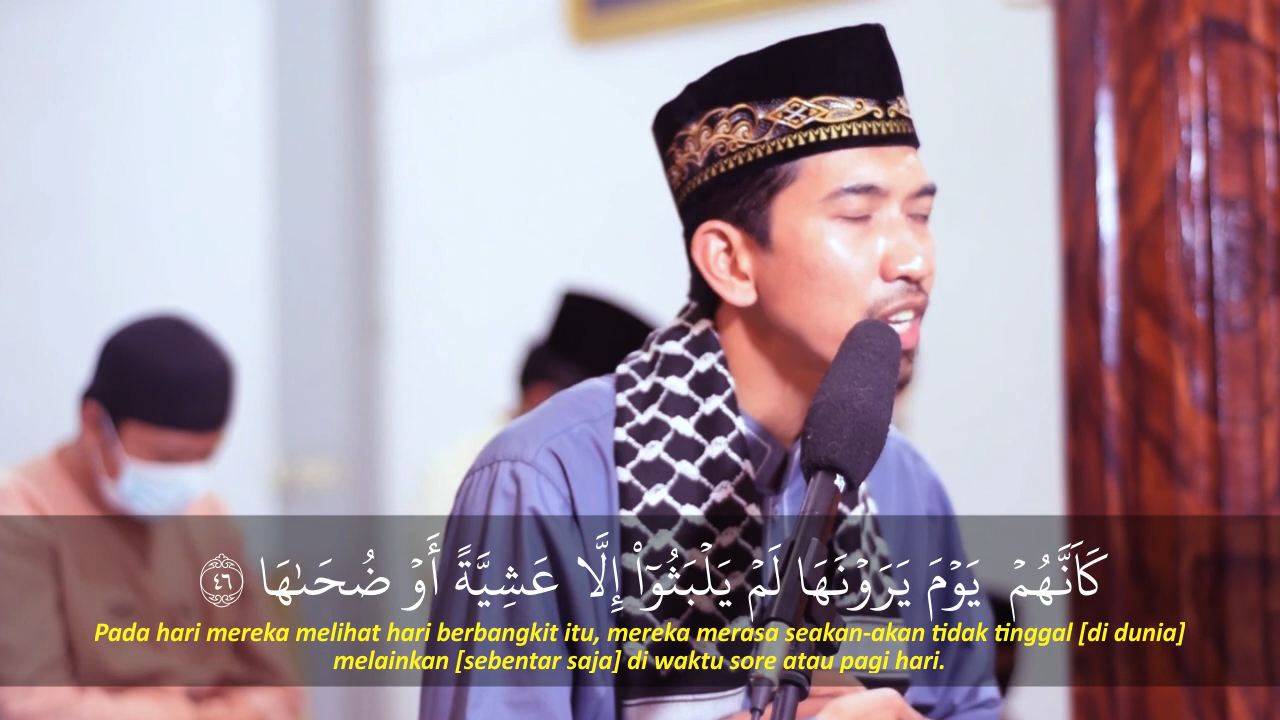 كَأَنَّهُمْ يَوْمَ يَرَوْنَهَا لَمْ يَلْبَثُوٓا۟ إِلَّا عَشِيَّةً أَوْ ضُحَىٰهَا ٤٦
Pada hari mereka melihat hari berbangkit itu, mereka merasa seakan-akan tidak tinggal [di dunia]
melainkan [sebentar saja] di waktu sore atau pagi hari.